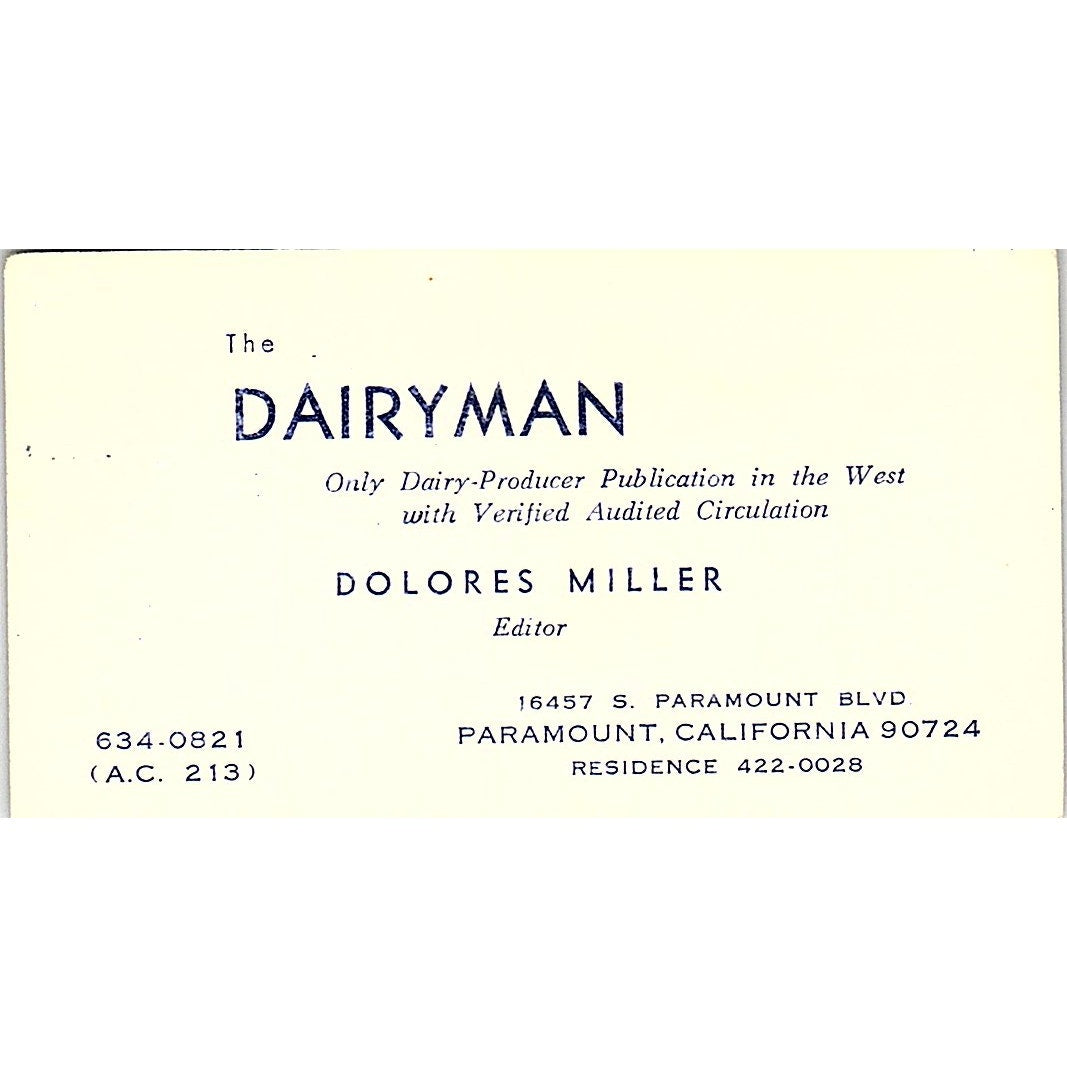 The
DAIRYMAN
Only Dairy-Producer Publication in the West
with Verified Audited Circulation
DOLORES MILLER
Editor
16457 S. PARAMOUNT BLVD.
634-0821
PARAMOUNT, CALIFORNIA 90724
(A.C. 213)
RESIDENCE 422-0028